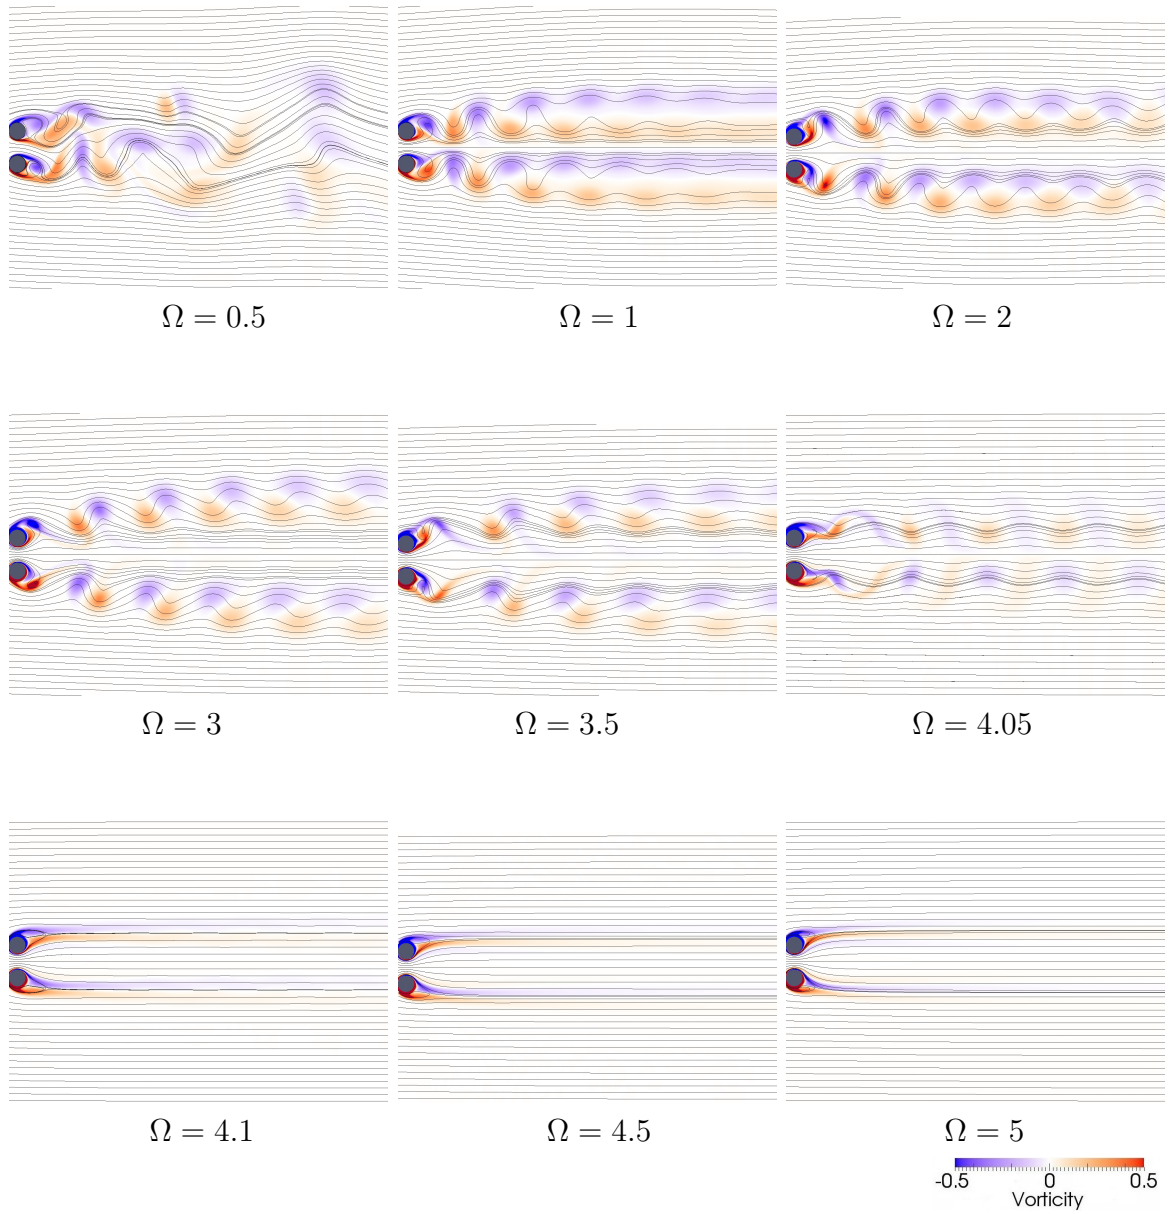 Ω = 0.5
Ω = 1
Ω = 2
Ω = 3
Ω = 3.5
Ω = 4.05
Ω = 4.1
Ω = 4.5
Ω = 5
-0.5 0 0.5
Vorticity